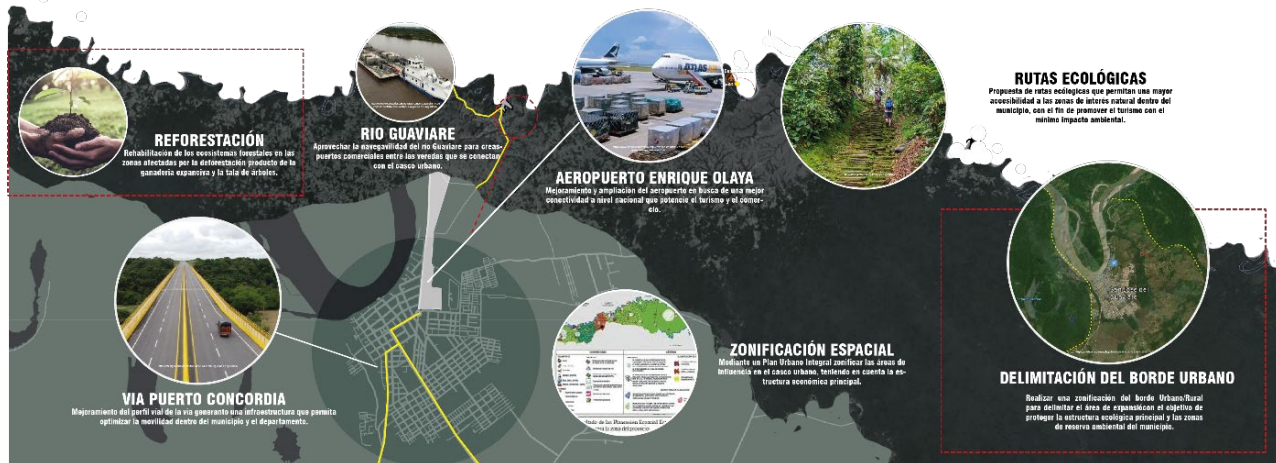 REFORESTACIÓN
Rehabilitación de los ecosistemas forestales en las
zonas afectadas por la deforestación producto de la
ganadería expansiva y la tala de árboles.
RIO GUAVIARE
Aprovechar la navegavilidad del rio Guaviare para creas-
puertos comerciales entre las veredas que se conectan
con el casco urbano.
AEROPUERTO ENRIQUE OLAYA
Mejoramiento y ampliación del aeropuerto en busca de una mejor
conectividad a nivel nacional que potencie el turismo y el comer-
cio.
ATLAS
RUTAS ECOLÓGICAS
Propuesta de rutas ecólogicas que permitan una mayor
accesibilidad a las zonas de interés natural dentro del
municipio, con el fin de promover el turismo con el
mínimo impacto ambiental.
VIA PUERTO CONCORDIA
Mejoramiento del perfil vial de la via generanto una infraestructura que permita
optimizar la movilidad dentro del municipio y el departamento.
ZONIFICACIÓN ESPACIAL
Mediante un Plan Urbano Integral zonificar las áreas de
influencia en el casco urbano, teniendo en cuenta la es-
tructura económica principal.
DELIMITACIÓN DEL BORDE URBANO
Realizar una zonificación del borde Urbano/Rural
para delimitar el área de expansióncon el objetivo de
proteger la estructura ecológica principal y las zonas
de reserva ambiental del municipio.